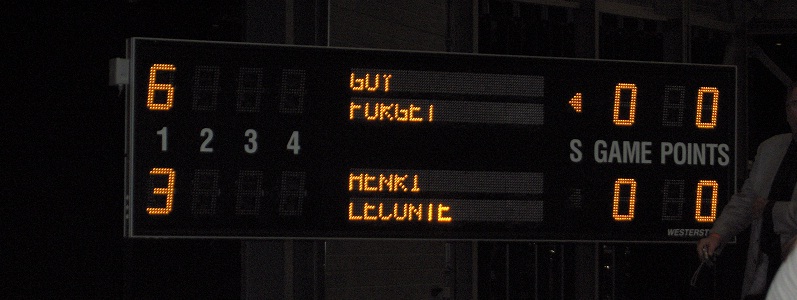 6 GUY
FORGET 0 0
1 2 3 4 S GAME POINTS
3 HENRI
LECONTE 0 0